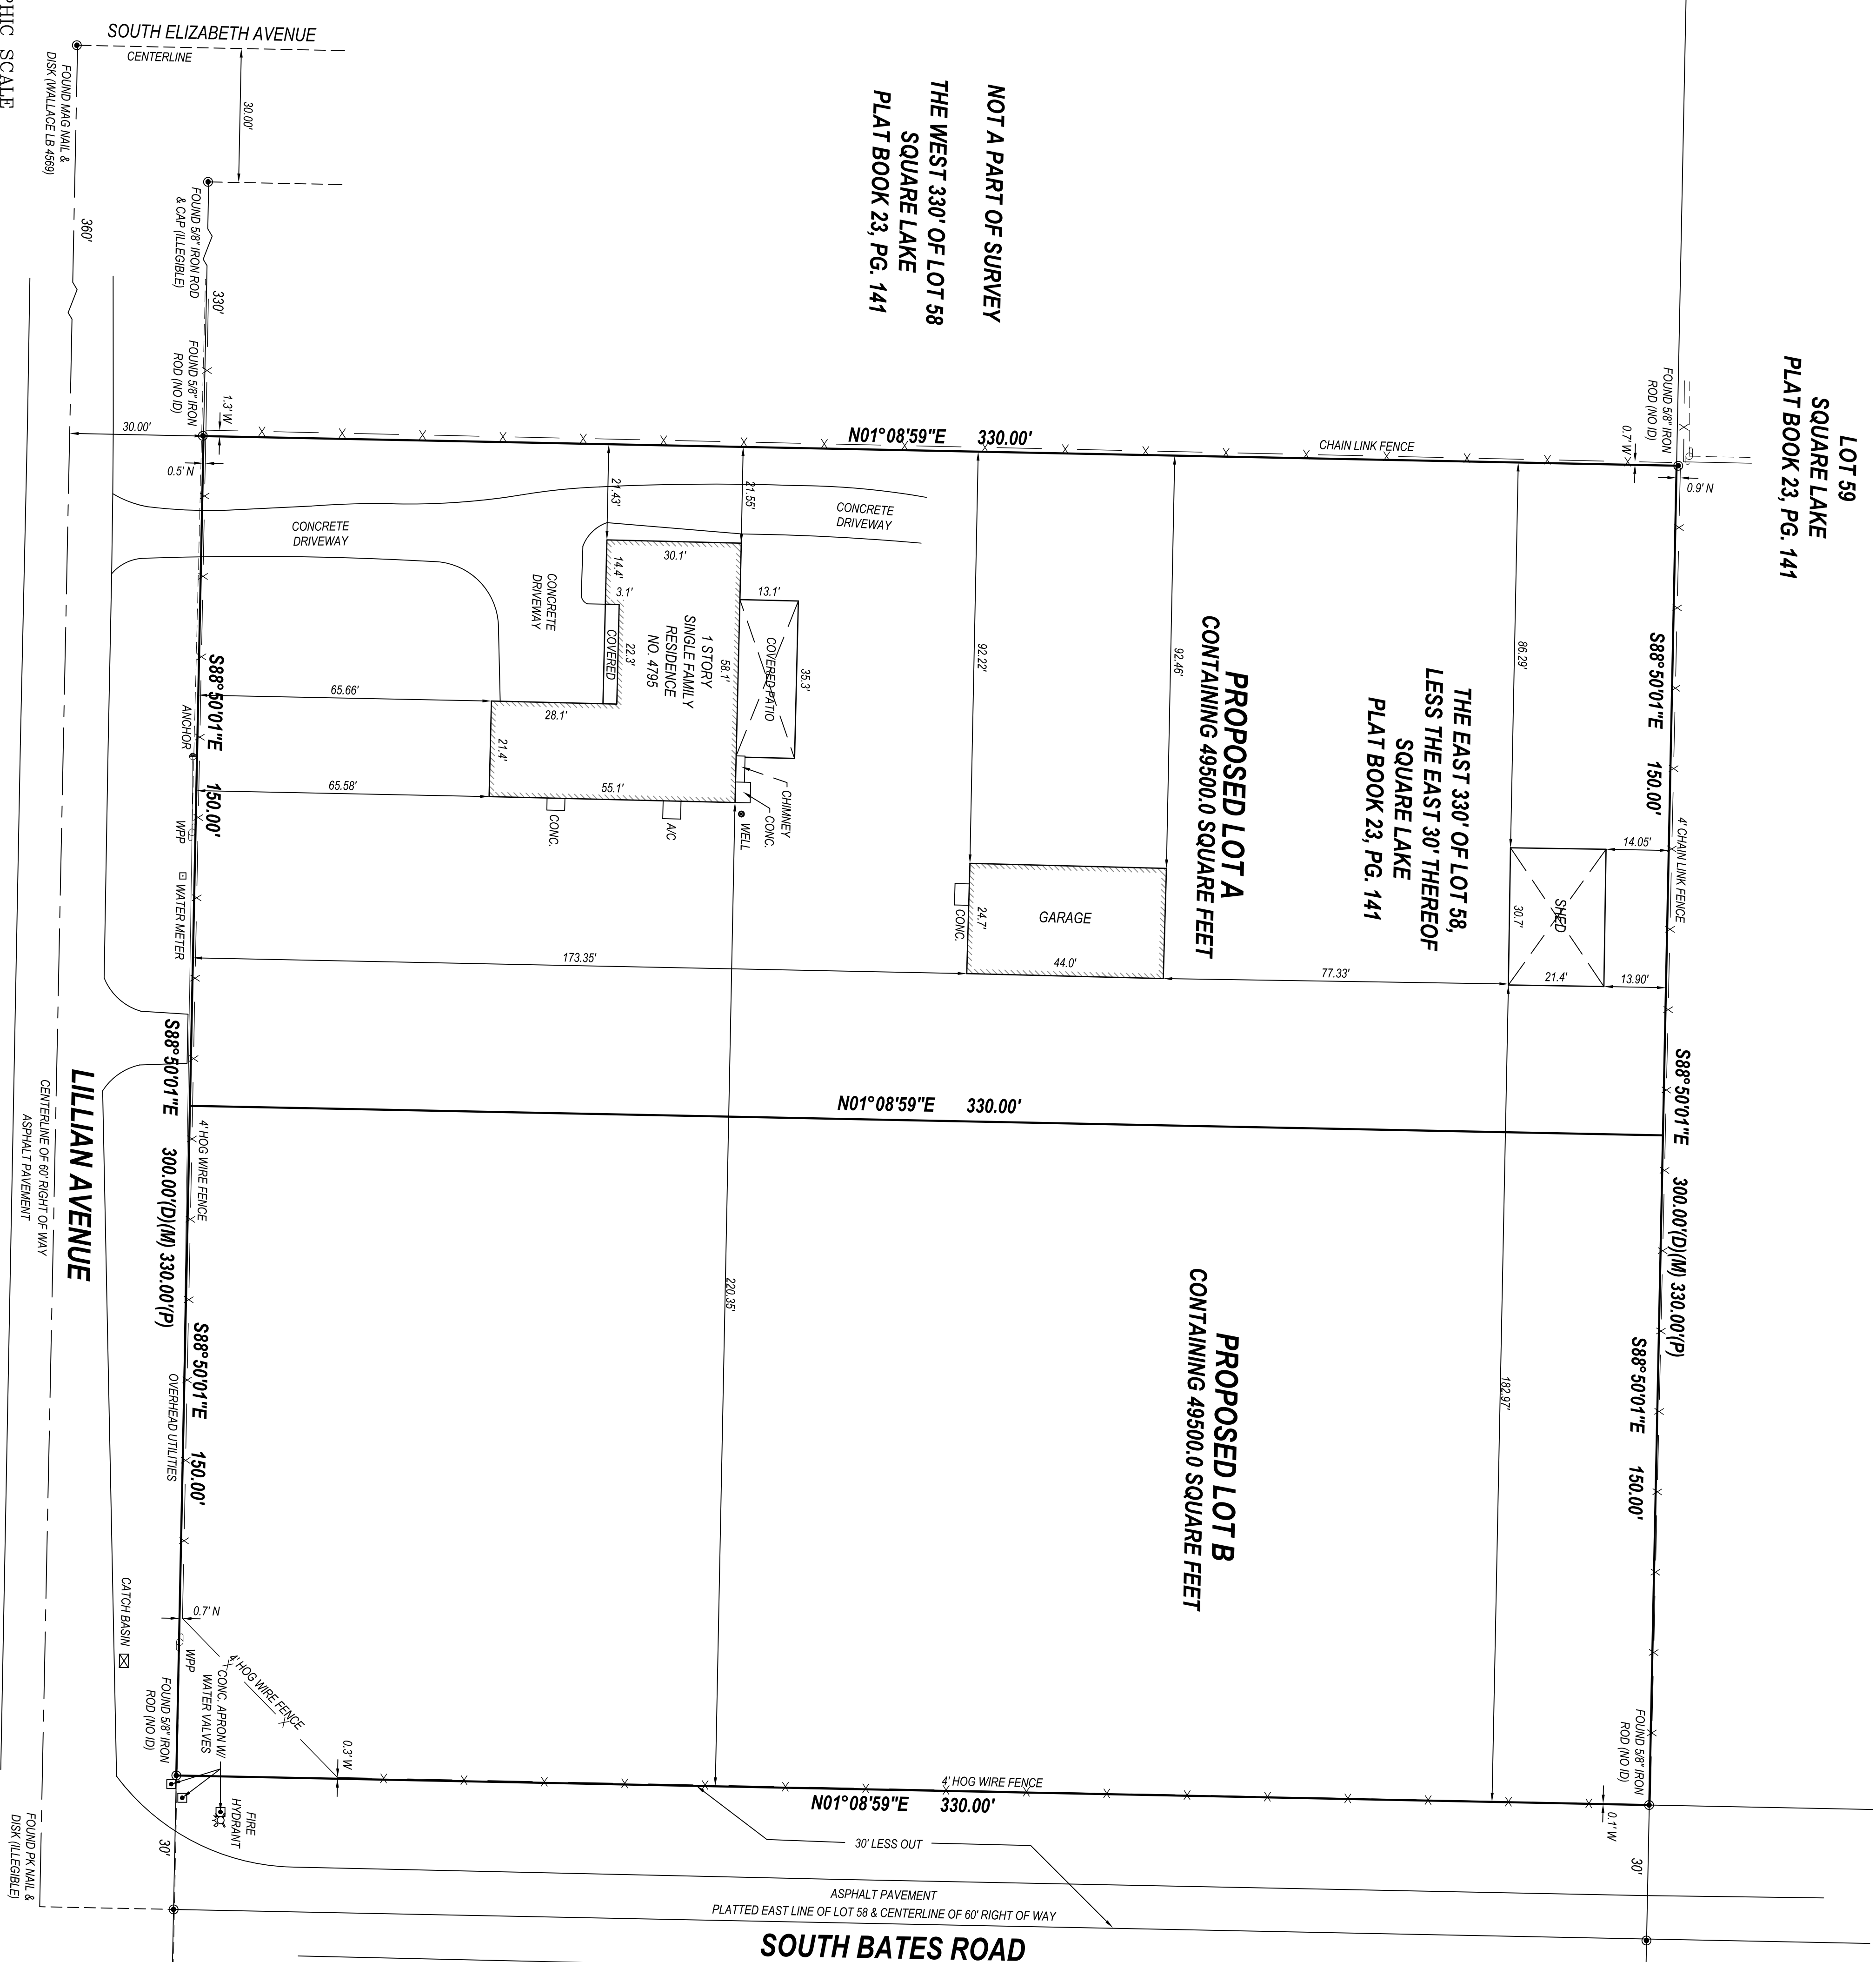 PHIC SCALE
SOUTH ELIZABETH AVENUE
CENTERLINE
FOUND MAG NAIL &
DISK (WALLACE LB 4569)
30.00'
FOUND 5/8" IRON ROD
& CAP (ILLEGIBLE)
360'
330'
FOUND 5/8" IRON
ROD (NO ID)
1.3' W
30.00'
0.5' N
NOT A PART OF SURVEY
THE WEST 330' OF LOT 58
SQUARE LAKE
PLAT BOOK 23, PG. 141
LOT 59
SQUARE LAKE
PLAT BOOK 23, PG. 141
FOUND 5/8" IRON
ROD (NO ID)
0.7' W
0.9' N
N01°08'59"E 330.00'
CHAIN LINK FENCE
21.43'
21.55'
CONCRETE
DRIVEWAY
CONCRETE
DRIVEWAY
CONCRETE
DRIVEWAY
30.1'
14.4'
3.1'
COVERED
22.3'
1 STORY
SINGLE FAMILY
RESIDENCE
NO. 4795
58.1'
13.1'
COVERED PATIO
35.3'
28.1'
21.4'
55.1'
65.66'
65.58'
CHIMNEY
CONC.
WELL
A/C
CONC.
92.22'
92.46'
86.29'
PROPOSED LOT A
CONTAINING 49500.0 SQUARE FEET
THE EAST 330' OF LOT 58,
LESS THE EAST 30' THEREOF
SQUARE LAKE
PLAT BOOK 23, PG. 141
S88°50'01"E 150.00'
4' CHAIN LINK FENCE
14.05'
SHED
30.7'
21.4'
13.90'
GARAGE
24.7'
44.0'
CONC.
77.33'
173.35'
S88°50'01"E 150.00'
ANCHOR
WPP
WATER METER
S88°50'01"E 300.00'(D)(M) 330.00'(P)
S88°50'01"E 300.00'(D)(M) 330.00'(P)
4' HOG WIRE FENCE
LILLIAN AVENUE
CENTERLINE OF 60' RIGHT OF WAY
ASPHALT PAVEMENT
N01°08'59"E 330.00'
220.35'
182.97'
PROPOSED LOT B
CONTAINING 49500.0 SQUARE FEET
S88°50'01"E 150.00'
S88°50'01"E 150.00'
OVERHEAD UTILITIES
CATCH BASIN
0.7' N
WPP
4' HOG WIRE FENCE
CONC. APRON W/
WATER VALVES
FOUND 5/8" IRON
ROD (NO ID)
0.3' W
FIRE
HYDRANT
30'
FOUND PK NAIL &
DISK (ILLEGIBLE)
4' HOG WIRE FENCE
N01°08'59"E 330.00'
FOUND 5/8" IRON
ROD (NO ID)
0.1' W
30'
30' LESS OUT
ASPHALT PAVEMENT
PLATTED EAST LINE OF LOT 58 & CENTERLINE OF 60' RIGHT OF WAY
SOUTH BATES ROAD